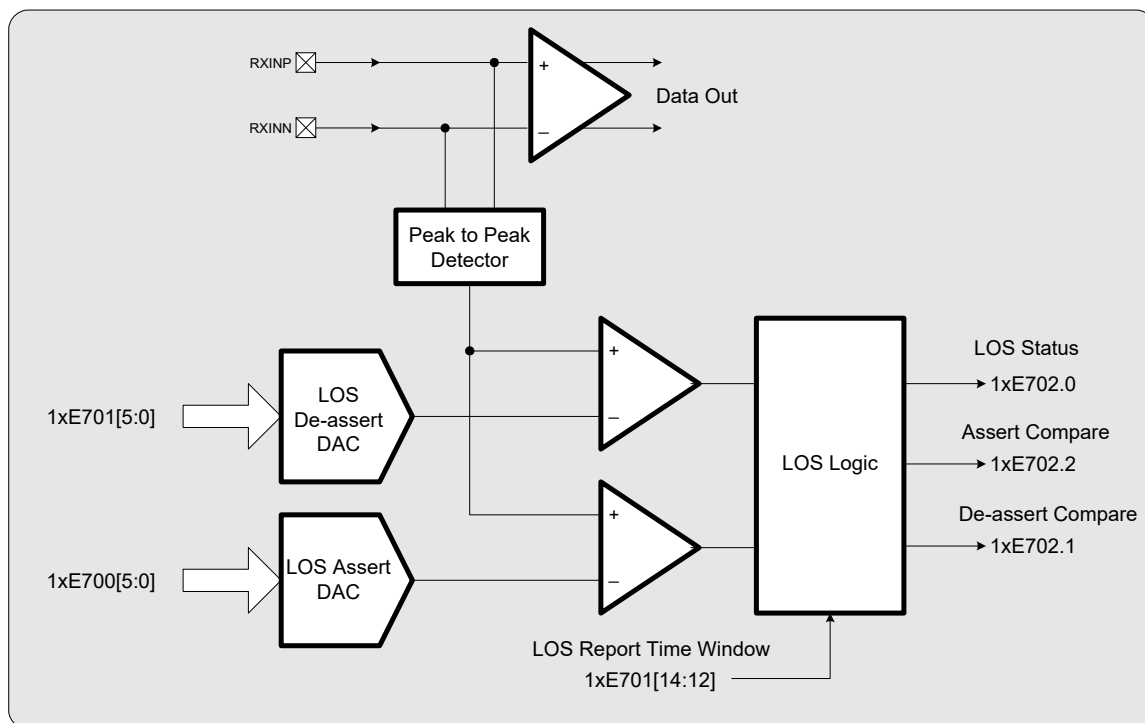 RXINP
+
Data Out
RXINN
–
Peak to Peak
Detector
LOS
De-assert
DAC
1xE701[5:0]
+
–
LOS Assert
DAC
1xE700[5:0]
+
–
LOS Logic
LOS Status
1xE702.0
Assert Compare
1xE702.2
De-assert Compare
1xE702.1
LOS Report Time Window
1xE701[14:12]